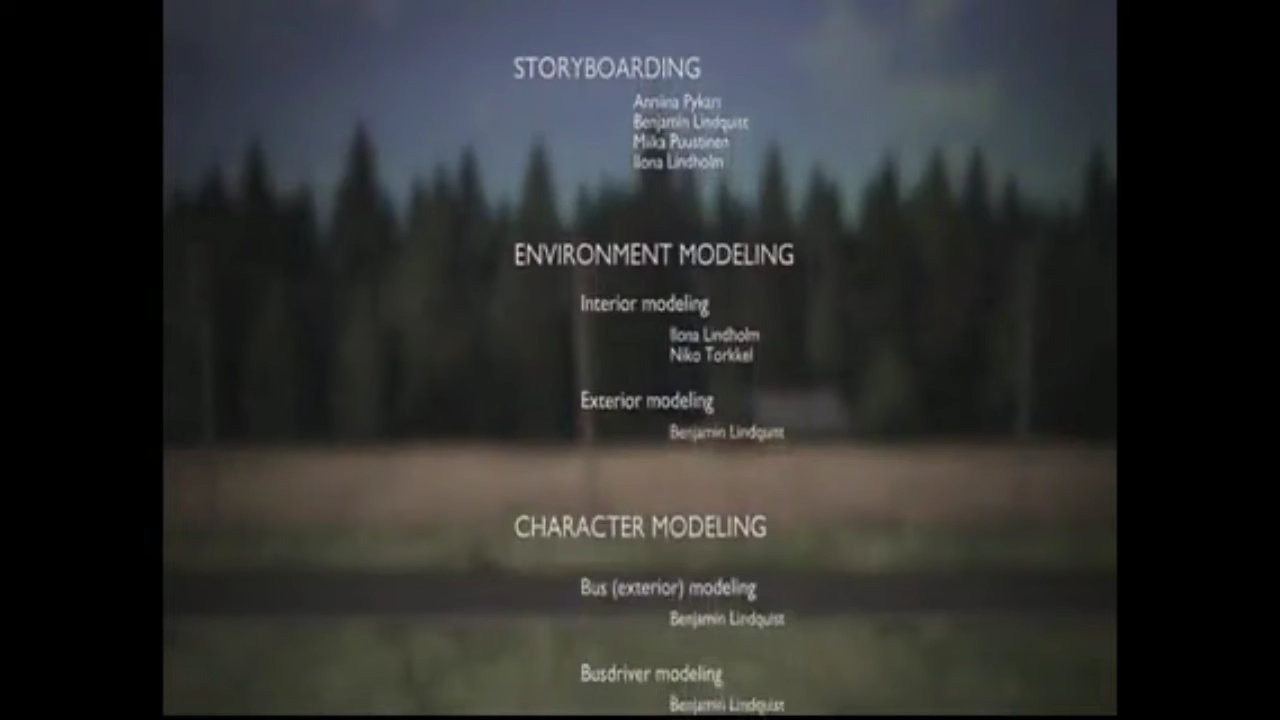 STORYBOARDING
Anniina Pykäri
Benjamin Lindquist
Miika Puustinen
Ilona Lindholm
ENVIRONMENT MODELING
Interior modeling
Ilona Lindholm
Niko Torkkel
Exterior modeling
Benjamin Lindquist
CHARACTER MODELING
Bus (exterior) modeling
Benjamin Lindquist
Busdriver modeling
Benjamin Lindquist